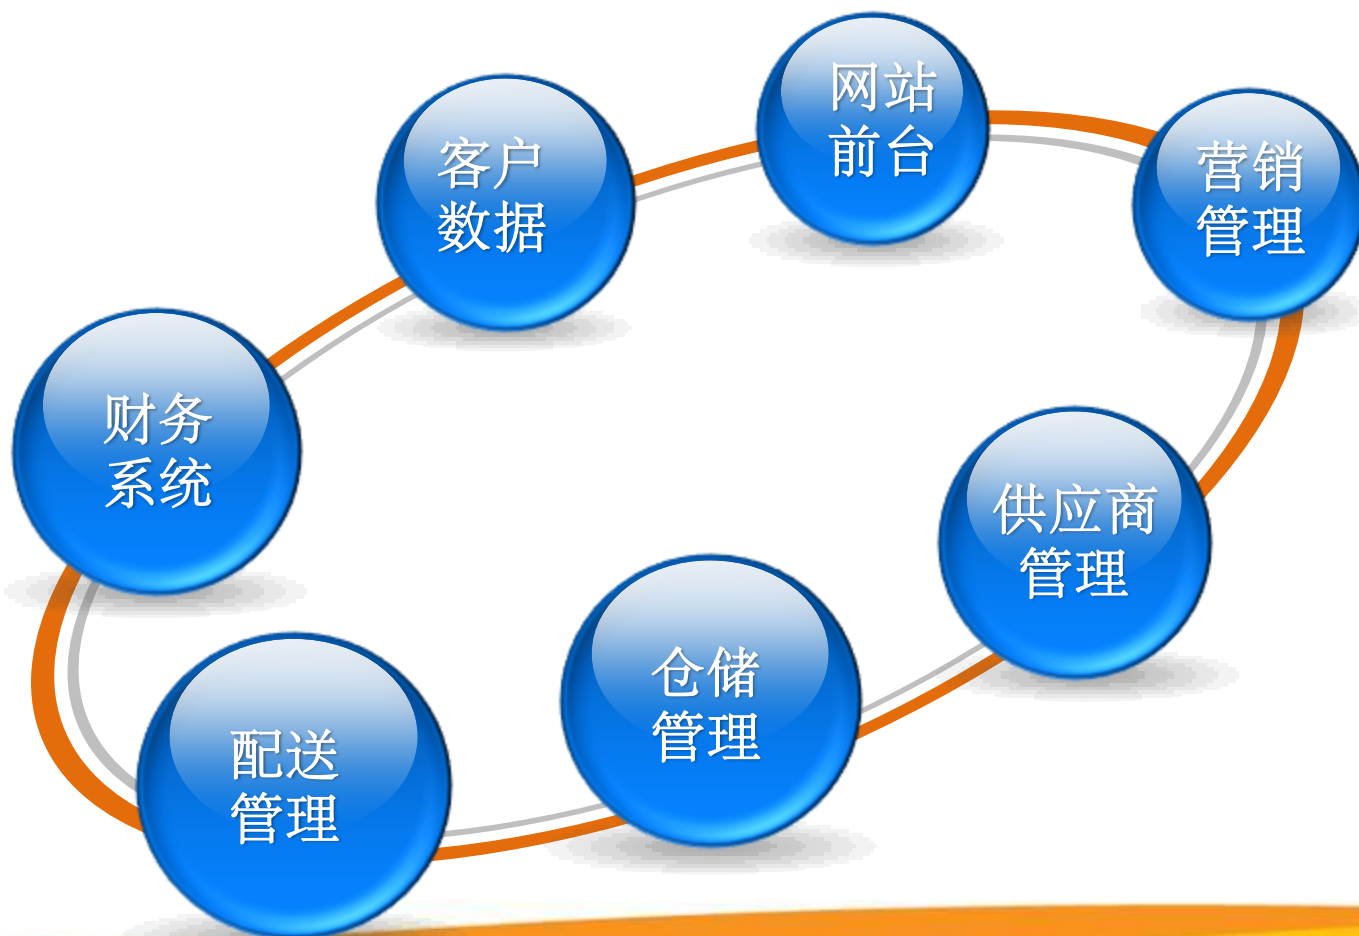 网站
前台
营销
管理
客户
数据
财务
系统
供应商
管理
仓储
管理
配送
管理